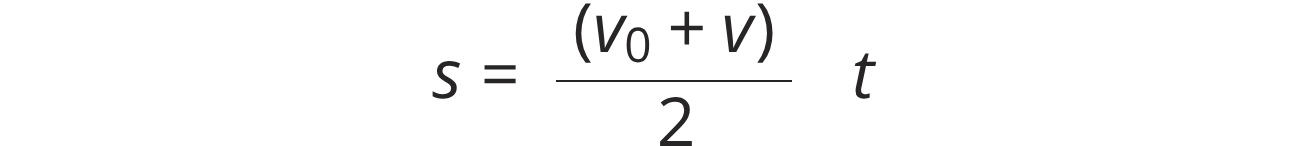 s = (v₀ + v) / 2 t